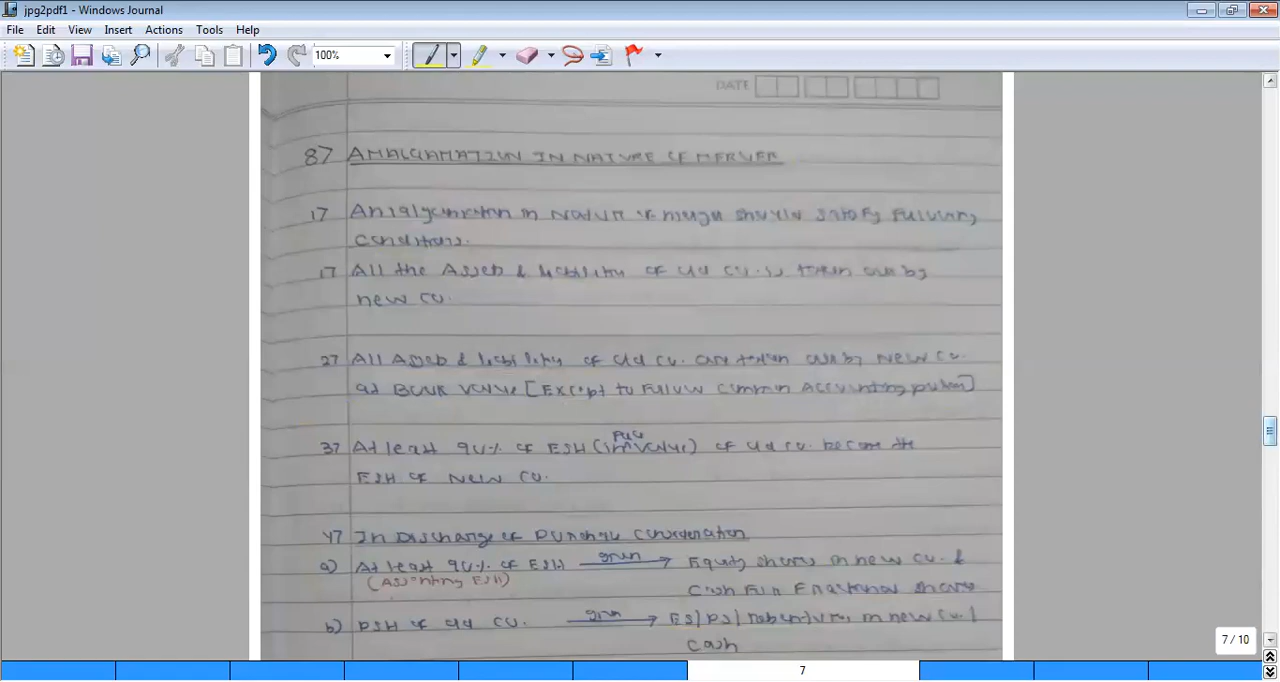 jpg2pdf1 - Windows Journal
File Edit View Insert Actions Tools Help
100%
DATE
8) AMALGAMATION IN NATURE OF MERGER
1) Amalgamation in Nature of merger should satisfy following
conditions.
1) All the Assets & liability of old co. is taken over by
new co.
2) All Assets & liability of old co. are taken over by New co.
at BOOK Value [Except to Follow common Accounting policies]
3) At least 90% of ESH (in Face value) of old co. become the
ESH of New co.
4) In Discharge of Purchase consideration
a) At least 90% of ESH given Equity shares in new co. &
(Assenting ESH) cash for Fractional shares
b) PSH of old co. given ES/PS/Debentures in new co./
cash
7 / 10
7